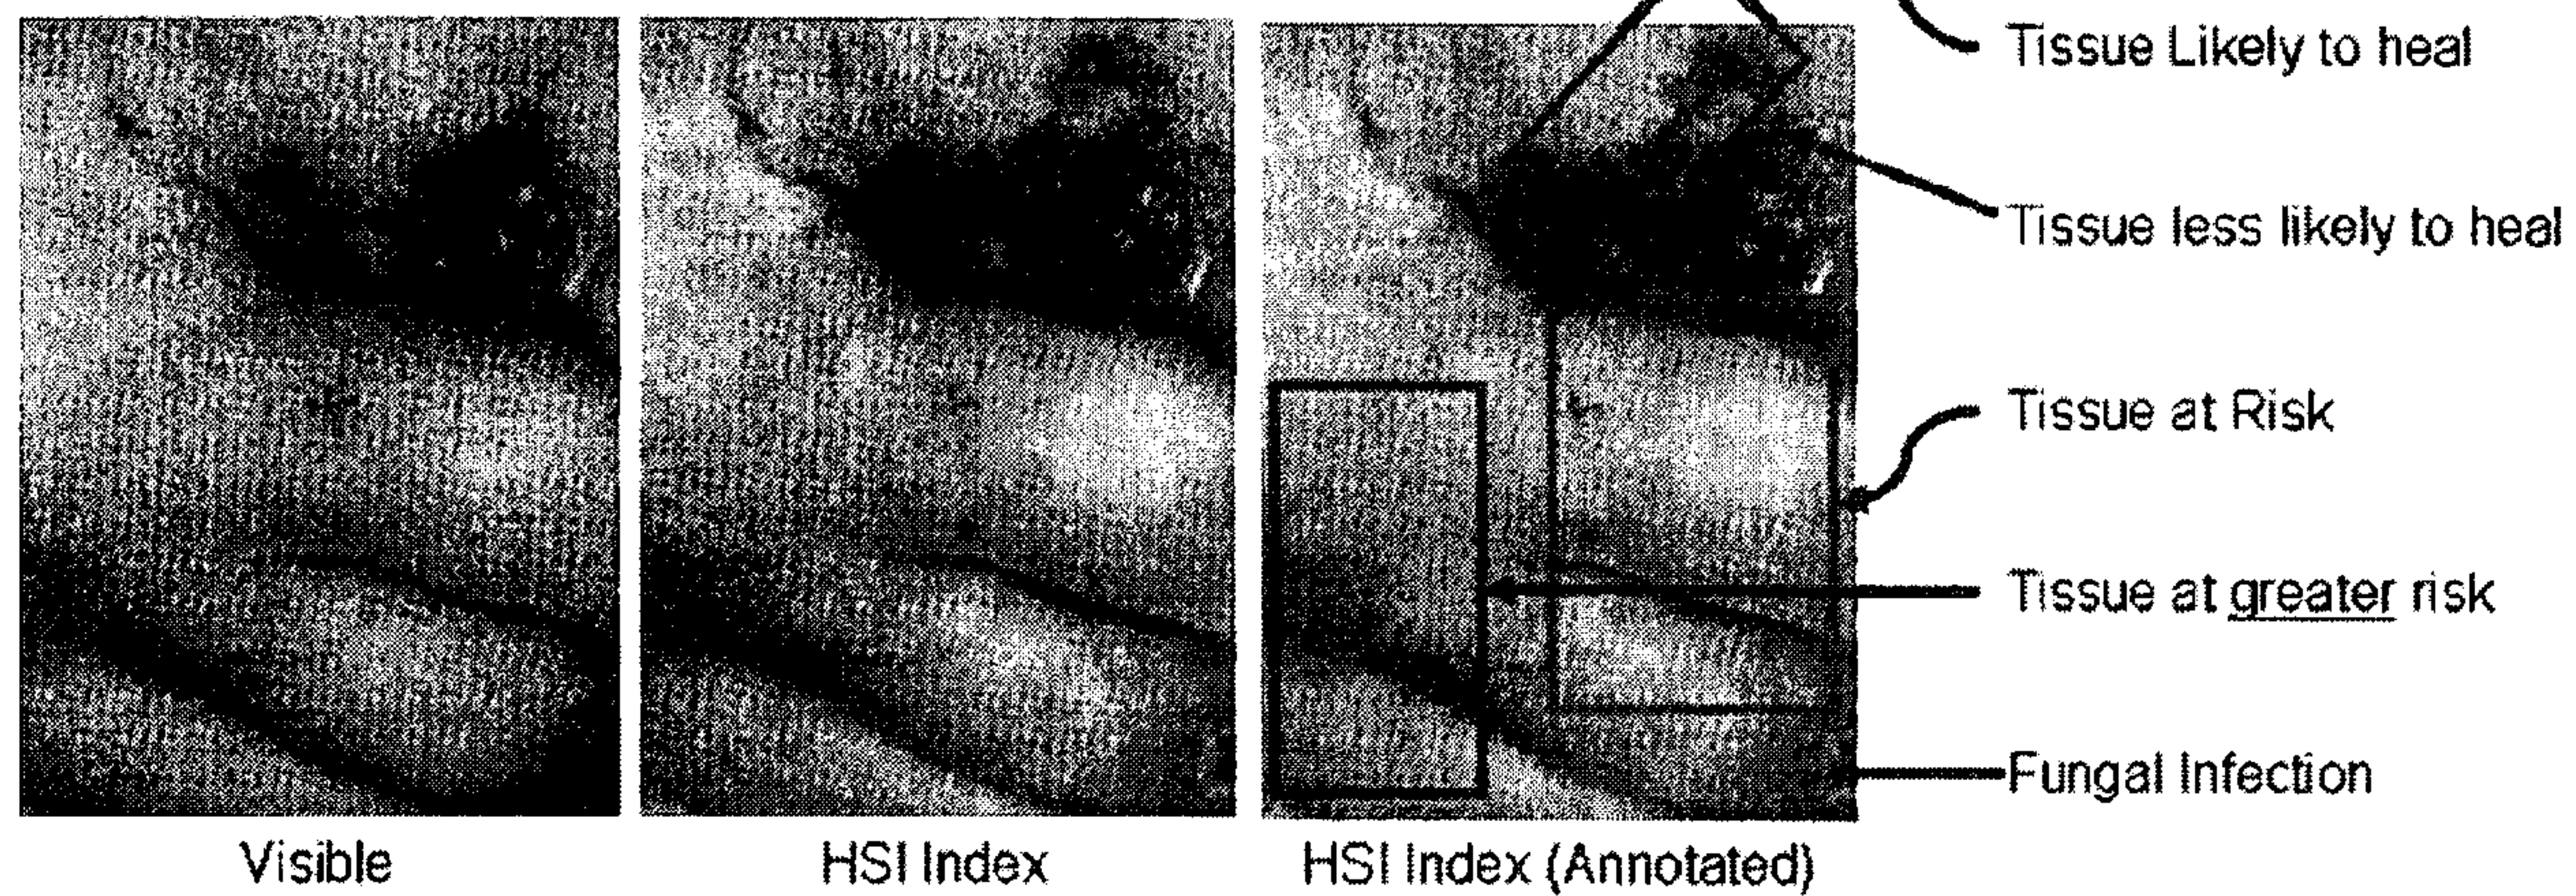 Tissue Likely to heal
Tissue less likely to heal
Tissue at Risk
Tissue at greater risk
Fungal Infection
Visible
HSI Index
HSI Index (Annotated)